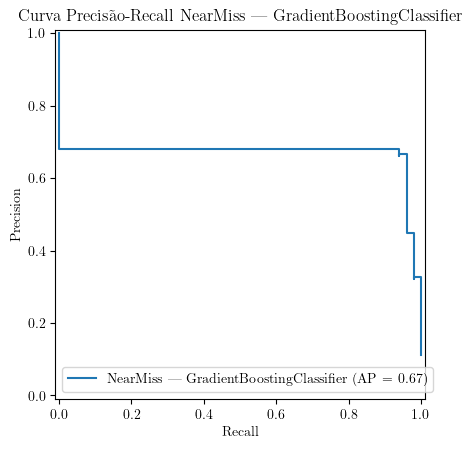 Curva Precisão-Recall NearMiss — GradientBoostingClassifier
1.0
0.8
0.6
0.4
0.2
0.0
Precision
NearMiss — GradientBoostingClassifier (AP = 0.67)
0.0 0.2 0.4 0.6 0.8 1.0
Recall